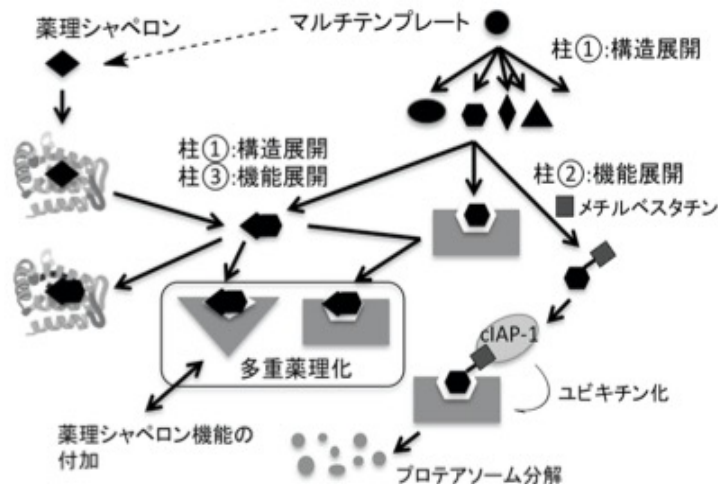 薬理シャペロン
マルチテンプレート
柱①:構造展開
柱①:構造展開
柱③:機能展開
柱②:機能展開
メチルベスタチン
cIAP-1
多重薬理化
ユビキチン化
薬理シャペロン機能の
付加
プロテアソーム分解